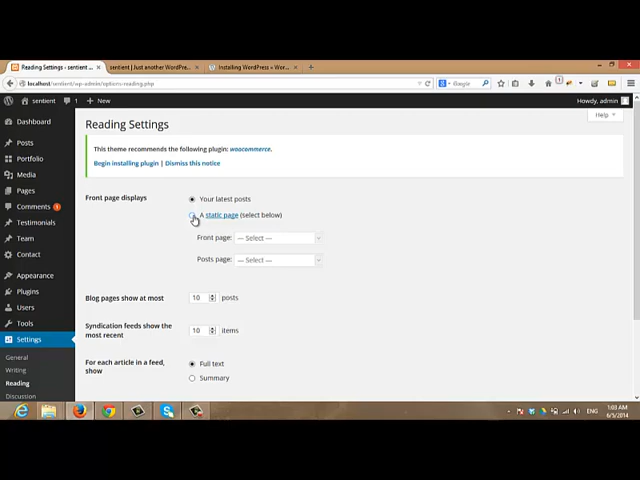 Reading Settings ‹ sentient ...
sentient | Just another WordPre...
Installing WordPress « Wor...
localhost/sentient/wp-admin/options-reading.php
Google
sentient
1
New
Howdy, admin
Help
Dashboard
Posts
Portfolio
Media
Pages
Comments 1
Testimonials
Team
Contact
Appearance
Plugins
Users
Tools
Settings
General
Writing
Reading
Discussion
Reading Settings
This theme recommends the following plugin: woocommerce.
Begin installing plugin | Dismiss this notice
Front page displays
Your latest posts
A static page (select below)
Front page: — Select —
Posts page: — Select —
Blog pages show at most
10 posts
Syndication feeds show the
most recent
10 items
For each article in a feed,
show
Full text
Summary
ENG
1:03 AM
6/5/2014